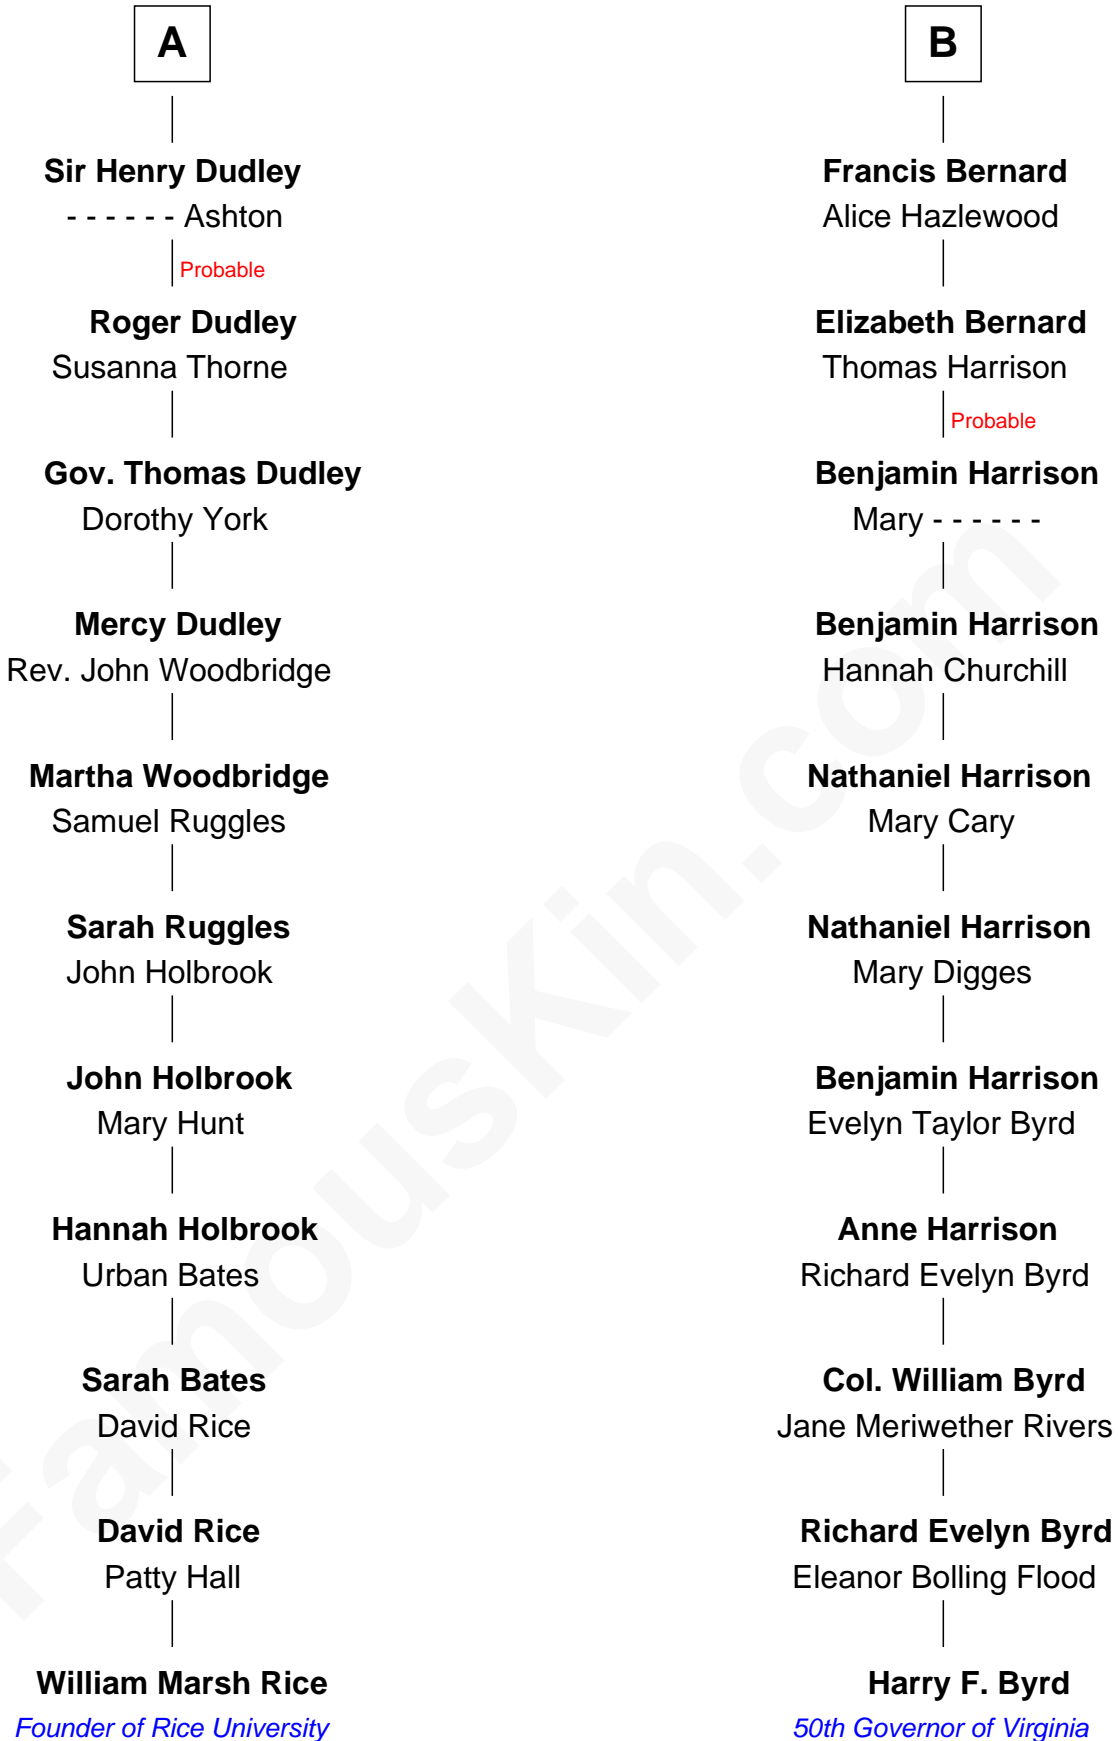 A
Sir Henry Dudley
- - - - - - Ashton
Probable
Roger Dudley
Susanna Thorne
Gov. Thomas Dudley
Dorothy York
Mercy Dudley
Rev. John Woodbridge
Martha Woodbridge
Samuel Ruggles
Sarah Ruggles
John Holbrook
John Holbrook
Mary Hunt
Hannah Holbrook
Urban Bates
Sarah Bates
David Rice
David Rice
Patty Hall
William Marsh Rice
Founder of Rice University
B
Francis Bernard
Alice Hazlewood
Elizabeth Bernard
Thomas Harrison
Probable
Benjamin Harrison
Mary - - - - - -
Benjamin Harrison
Hannah Churchill
Nathaniel Harrison
Mary Cary
Nathaniel Harrison
Mary Digges
Benjamin Harrison
Evelyn Taylor Byrd
Anne Harrison
Richard Evelyn Byrd
Col. William Byrd
Jane Meriwether Rivers
Richard Evelyn Byrd
Eleanor Bolling Flood
Harry F. Byrd
50th Governor of Virginia
FamousKin.com